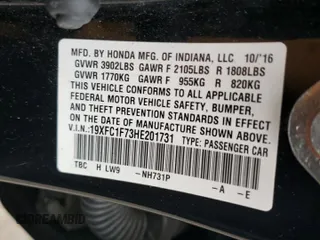 MFD. BY HONDA MFG. OF INDIANA, LLC 10/'16
GVWR 3902LBS GAWR F 2105LBS R 1808LBS
GVWR 1770KG GAWR F 955KG R 820KG
THIS VEHICLE CONFORMS TO ALL APPLICABLE
FEDERAL MOTOR VEHICLE SAFETY, BUMPER,
AND THEFT PREVENTION STANDARDS IN EFFECT
ON THE DATE OF MANUFACTURE SHOWN ABOVE.
V.I.N.:19XFC1F73HE201731 TYPE: PASSENGER CAR
TBC H LW9 -NH731P -A -E